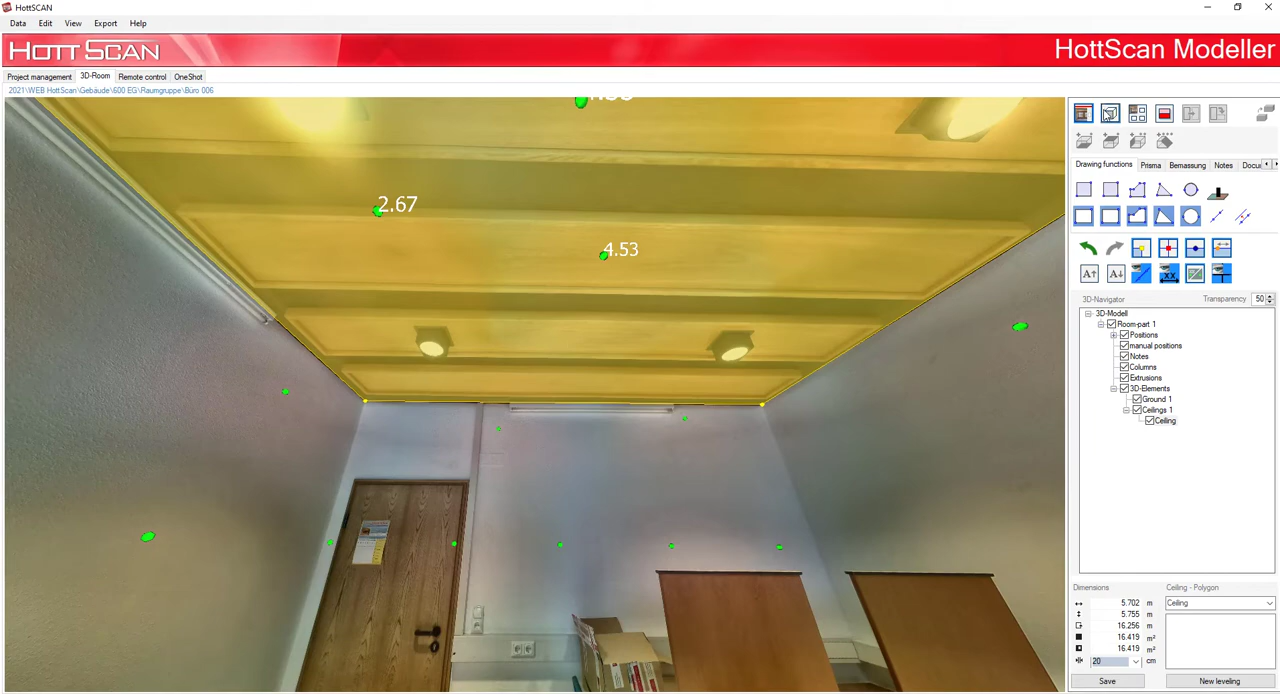 HottSCAN
Data Edit View Export Help
HOTTSCAN
HottScan Modeller
Project management 3D-Room Remote control OneShot
2021\WEB HottScan\Gebäude\600 EG\Raumgruppe\Büro 006
Drawing functions Prisma Bemassung Notes
2.67
4.53
A A
XX
3D-Navigator Transparency 50
3D-Modell
Room-part 1
Positions
manual positions
Notes
Columns
Extrusions
3D-Elements
Ground 1
Ceilings 1
Ceiling
Dimensions Ceiling - Polygon
5.702 m Ceiling
5.755 m
16.256 m
16.419 m²
16.419 m²
20 cm
Save New leveling